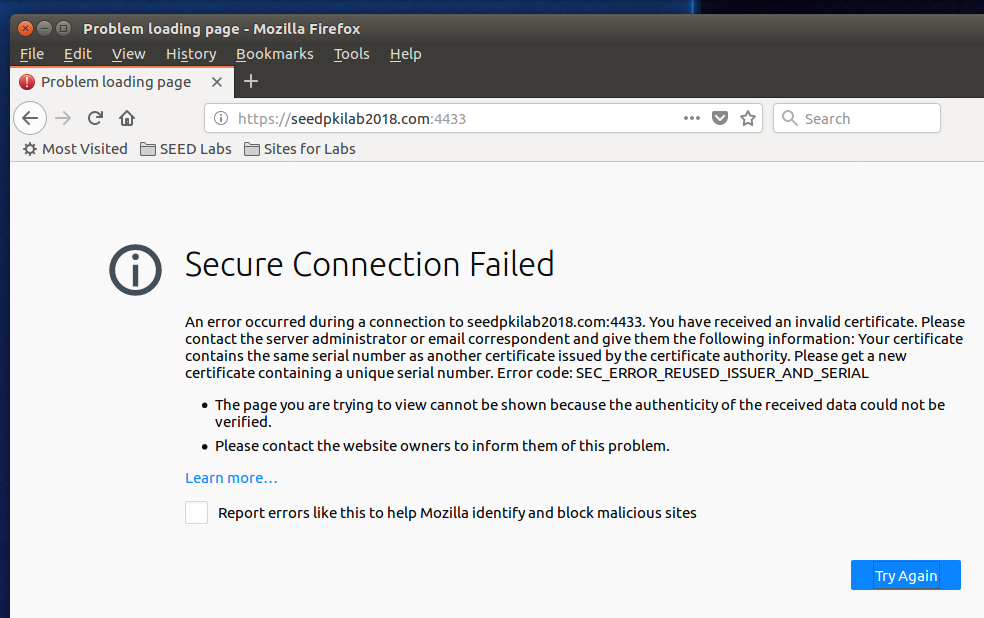 Problem loading page - Mozilla Firefox
File Edit View History Bookmarks Tools Help
Problem loading page
https://seedpkilab2018.com:4433 Search
Most Visited SEED Labs Sites for Labs
Secure Connection Failed
An error occurred during a connection to seedpkilab2018.com:4433. You have received an invalid certificate. Please
contact the server administrator or email correspondent and give them the following information: Your certificate
contains the same serial number as another certificate issued by the certificate authority. Please get a new
certificate containing a unique serial number. Error code: SEC_ERROR_REUSED_ISSUER_AND_SERIAL
• The page you are trying to view cannot be shown because the authenticity of the received data could not be
verified.
• Please contact the website owners to inform them of this problem.
Learn more…
Report errors like this to help Mozilla identify and block malicious sites
Try Again